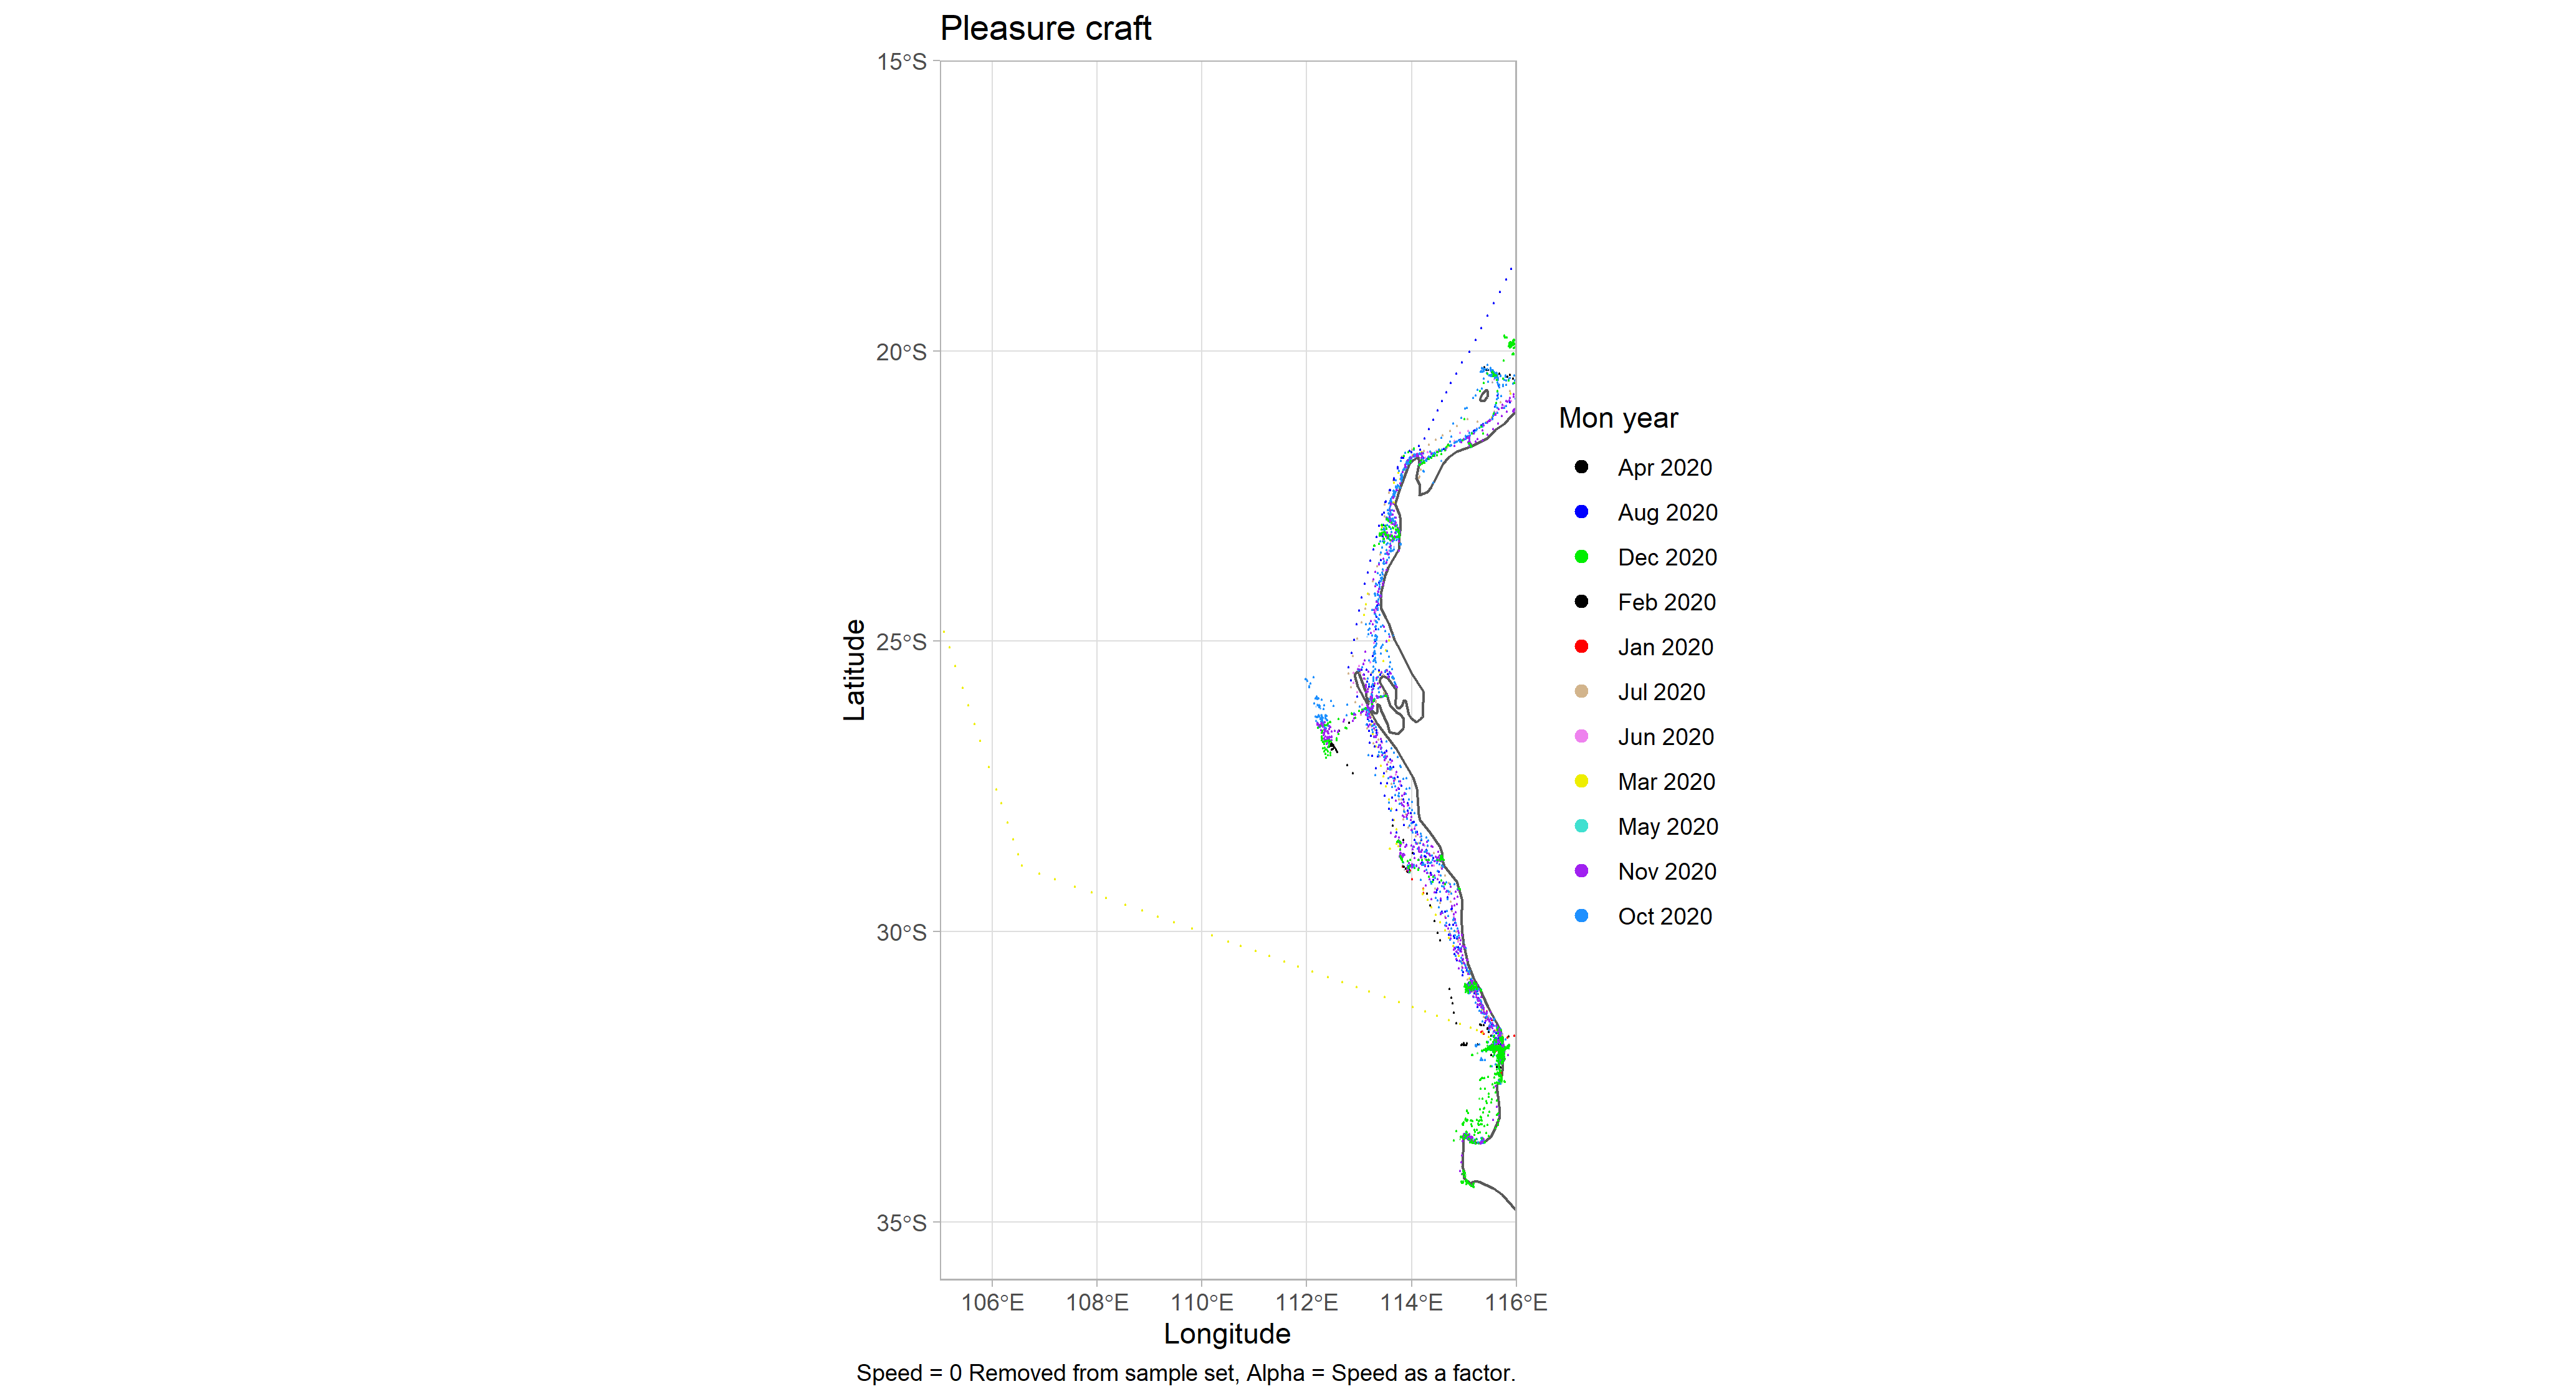 Pleasure craft
15°S
20°S
25°S
30°S
35°S
Latitude
106°E 108°E 110°E 112°E 114°E 116°E
Longitude
Speed = 0 Removed from sample set, Alpha = Speed as a factor.
Mon year
Apr 2020
Aug 2020
Dec 2020
Feb 2020
Jan 2020
Jul 2020
Jun 2020
Mar 2020
May 2020
Nov 2020
Oct 2020